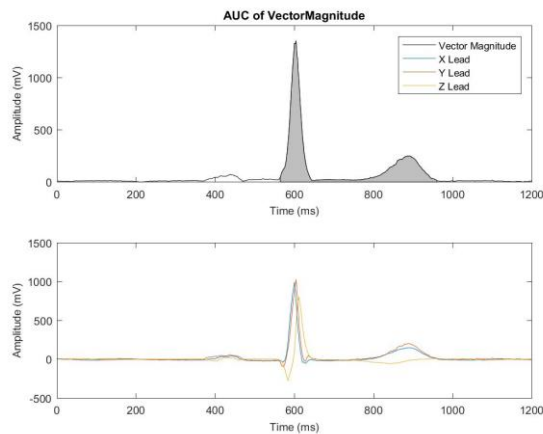 AUC of VectorMagnitude
1500
1000
500
0
Amplitude (mV)
Vector Magnitude
X Lead
Y Lead
Z Lead
0 200 400 600 800 1000 1200
Time (ms)
1500
1000
500
0
-500
Amplitude (mV)
0 200 400 600 800 1000 1200
Time (ms)